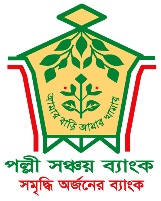 আমার বাড়ি আমার খামার
পল্লী সঞ্চয় ব্যাংক
সমৃদ্ধি অর্জনের ব্যাংক